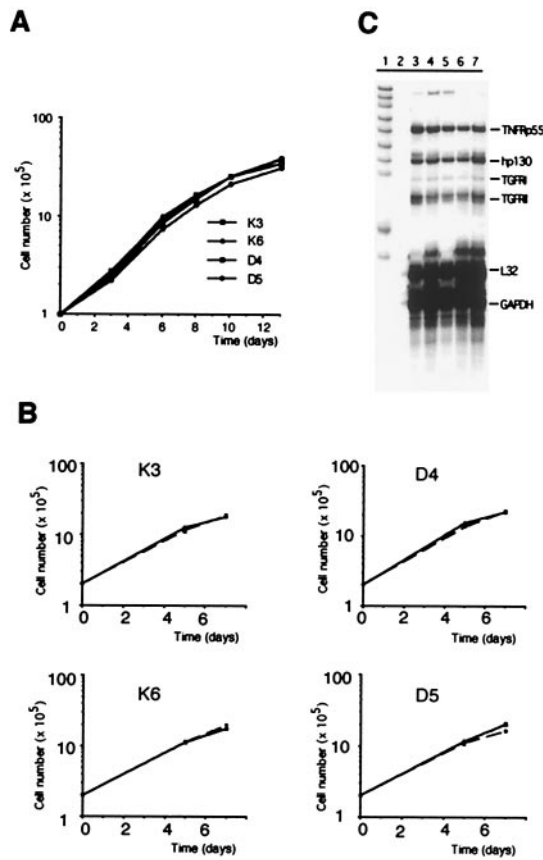 A
Cell number (x 10⁵)
100
10
1
0 2 4 6 8 10 12
Time (days)
K3
K6
D4
D5
C
1 2 3 4 5 6 7
TNFRp55
hp130
TGFRI
TGFRII
L32
GAPDH
B
K3
Cell number (x 10⁵)
100
10
1
0 2 4 6
Time (days)
D4
Cell number (x 10⁵)
100
10
1
0 2 4 6
Time (days)
K6
Cell number (x 10⁵)
100
10
1
0 2 4 6
Time (days)
D5
Cell number (x 10⁵)
100
10
1
0 2 4 6
Time (days)